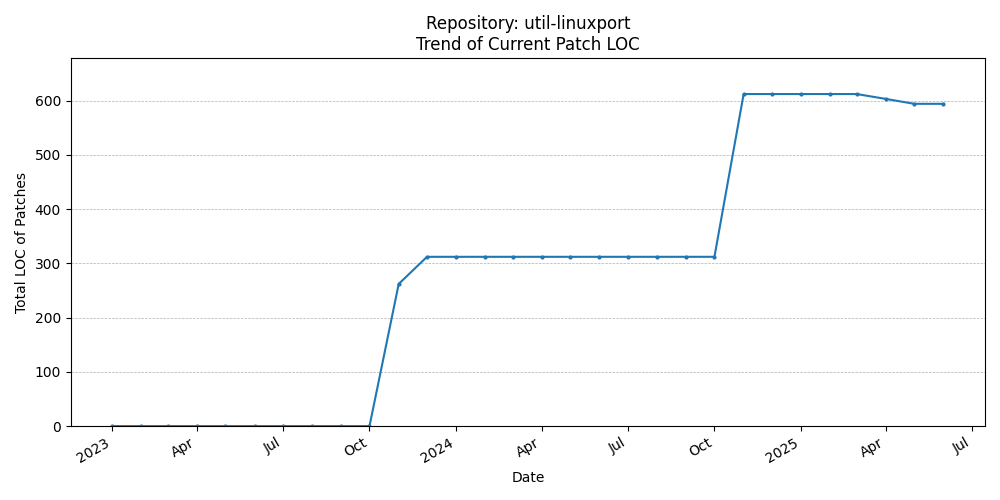 Repository: util-linuxport
Trend of Current Patch LOC
Total LOC of Patches
600
500
400
300
200
100
0
2023
Apr
Jul
Oct
2024
Apr
Jul
Oct
2025
Apr
Jul
Date